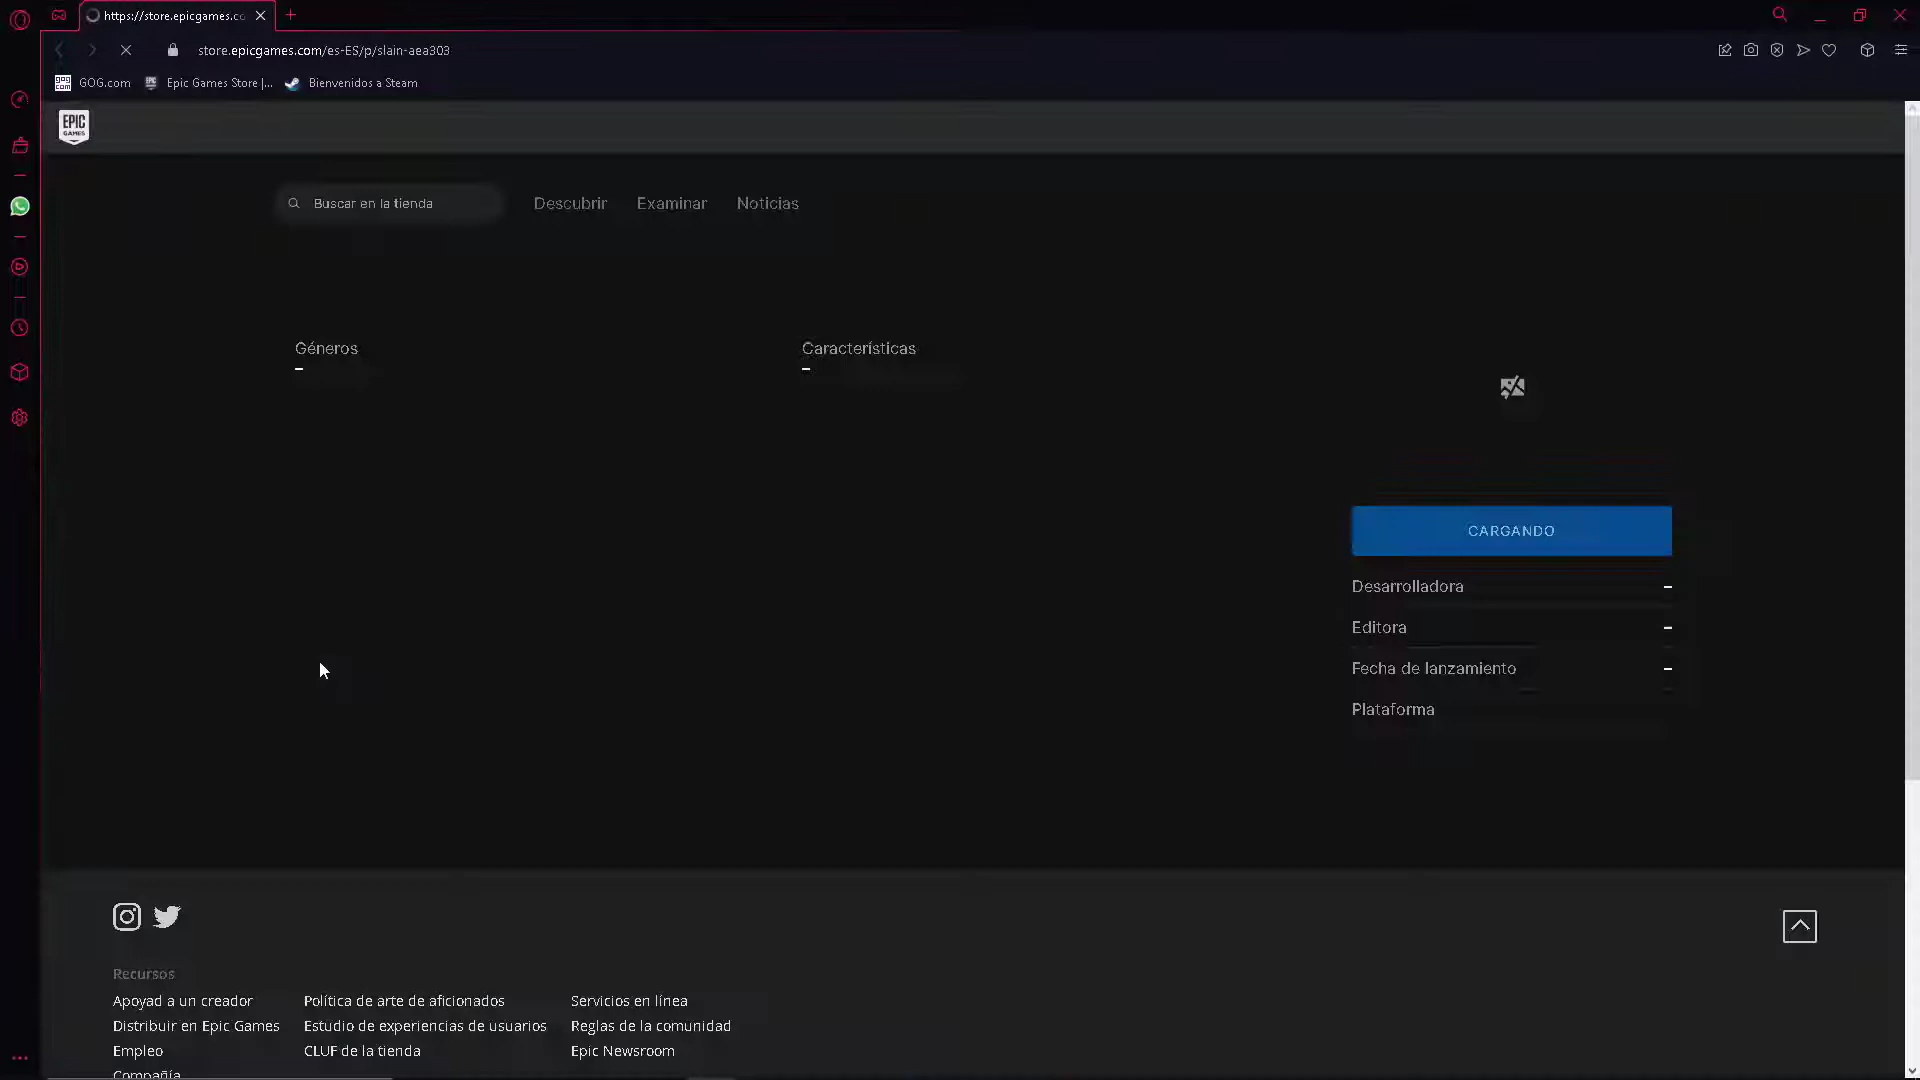 https://store.epicgames.co
store.epicgames.com/es-ES/p/slain-aea303
GOG.com
Epic Games Store |...
Bienvenidos a Steam
EPIC
GAMES
Buscar en la tienda
Descubrir
Examinar
Noticias
Géneros
–
Características
–
CARGANDO
Desarrolladora –
Editora –
Fecha de lanzamiento –
Plataforma
Recursos
Apoyad a un creador
Política de arte de aficionados
Servicios en línea
Distribuir en Epic Games
Estudio de experiencias de usuarios
Reglas de la comunidad
Empleo
CLUF de la tienda
Epic Newsroom
Compañía